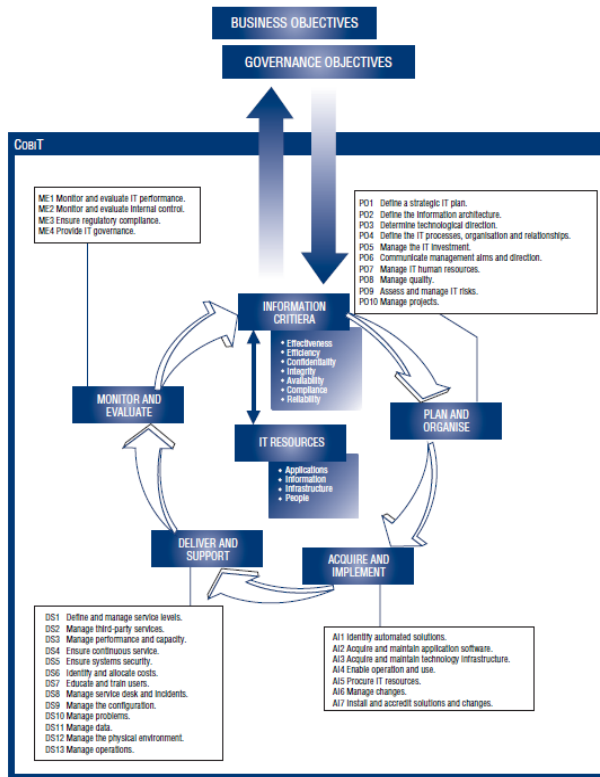 BUSINESS OBJECTIVES
GOVERNANCE OBJECTIVES
COBIT
ME1 Monitor and evaluate IT performance.
ME2 Monitor and evaluate internal control.
ME3 Ensure regulatory compliance.
ME4 Provide IT governance.
PO1 Define a strategic IT plan.
PO2 Define the information architecture.
PO3 Determine technological direction.
PO4 Define the IT processes, organisation and relationships.
PO5 Manage the IT investment.
PO6 Communicate management aims and direction.
PO7 Manage IT human resources.
PO8 Manage quality.
PO9 Assess and manage IT risks.
PO10 Manage projects.
INFORMATION
CRITIERA
• Effectiveness
• Efficiency
• Confidentiality
• Integrity
• Availability
• Compliance
• Reliability
MONITOR AND
EVALUATE
PLAN AND
ORGANISE
IT RESOURCES
• Applications
• Information
• Infrastructure
• People
DELIVER AND
SUPPORT
ACQUIRE AND
IMPLEMENT
DS1 Define and manage service levels.
DS2 Manage third-party services.
DS3 Manage performance and capacity.
DS4 Ensure continuous service.
DS5 Ensure systems security.
DS6 Identify and allocate costs.
DS7 Educate and train users.
DS8 Manage service desk and incidents.
DS9 Manage the configuration.
DS10 Manage problems.
DS11 Manage data.
DS12 Manage the physical environment.
DS13 Manage operations.
AI1 Identify automated solutions.
AI2 Acquire and maintain application software.
AI3 Acquire and maintain technology infrastructure.
AI4 Enable operation and use.
AI5 Procure IT resources.
AI6 Manage changes.
AI7 Install and accredit solutions and changes.